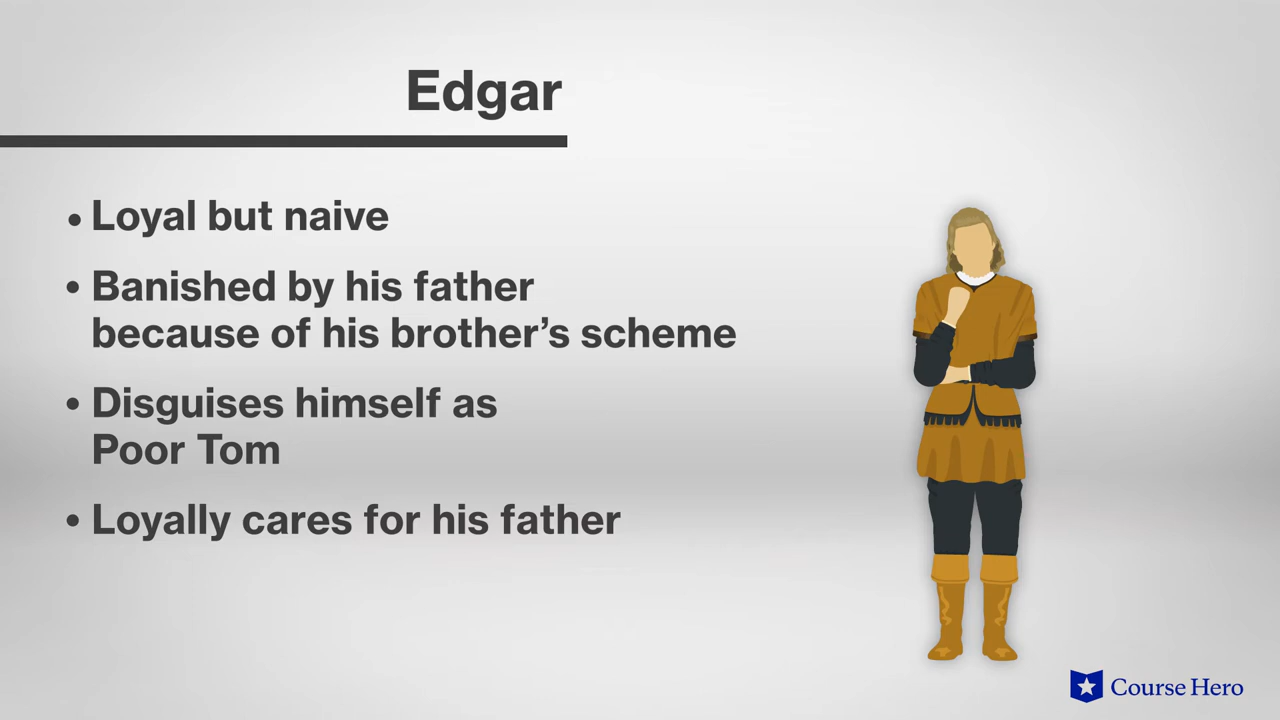 Edgar
• Loyal but naive
• Banished by his father
because of his brother’s scheme
• Disguises himself as
Poor Tom
• Loyally cares for his father
Course Hero